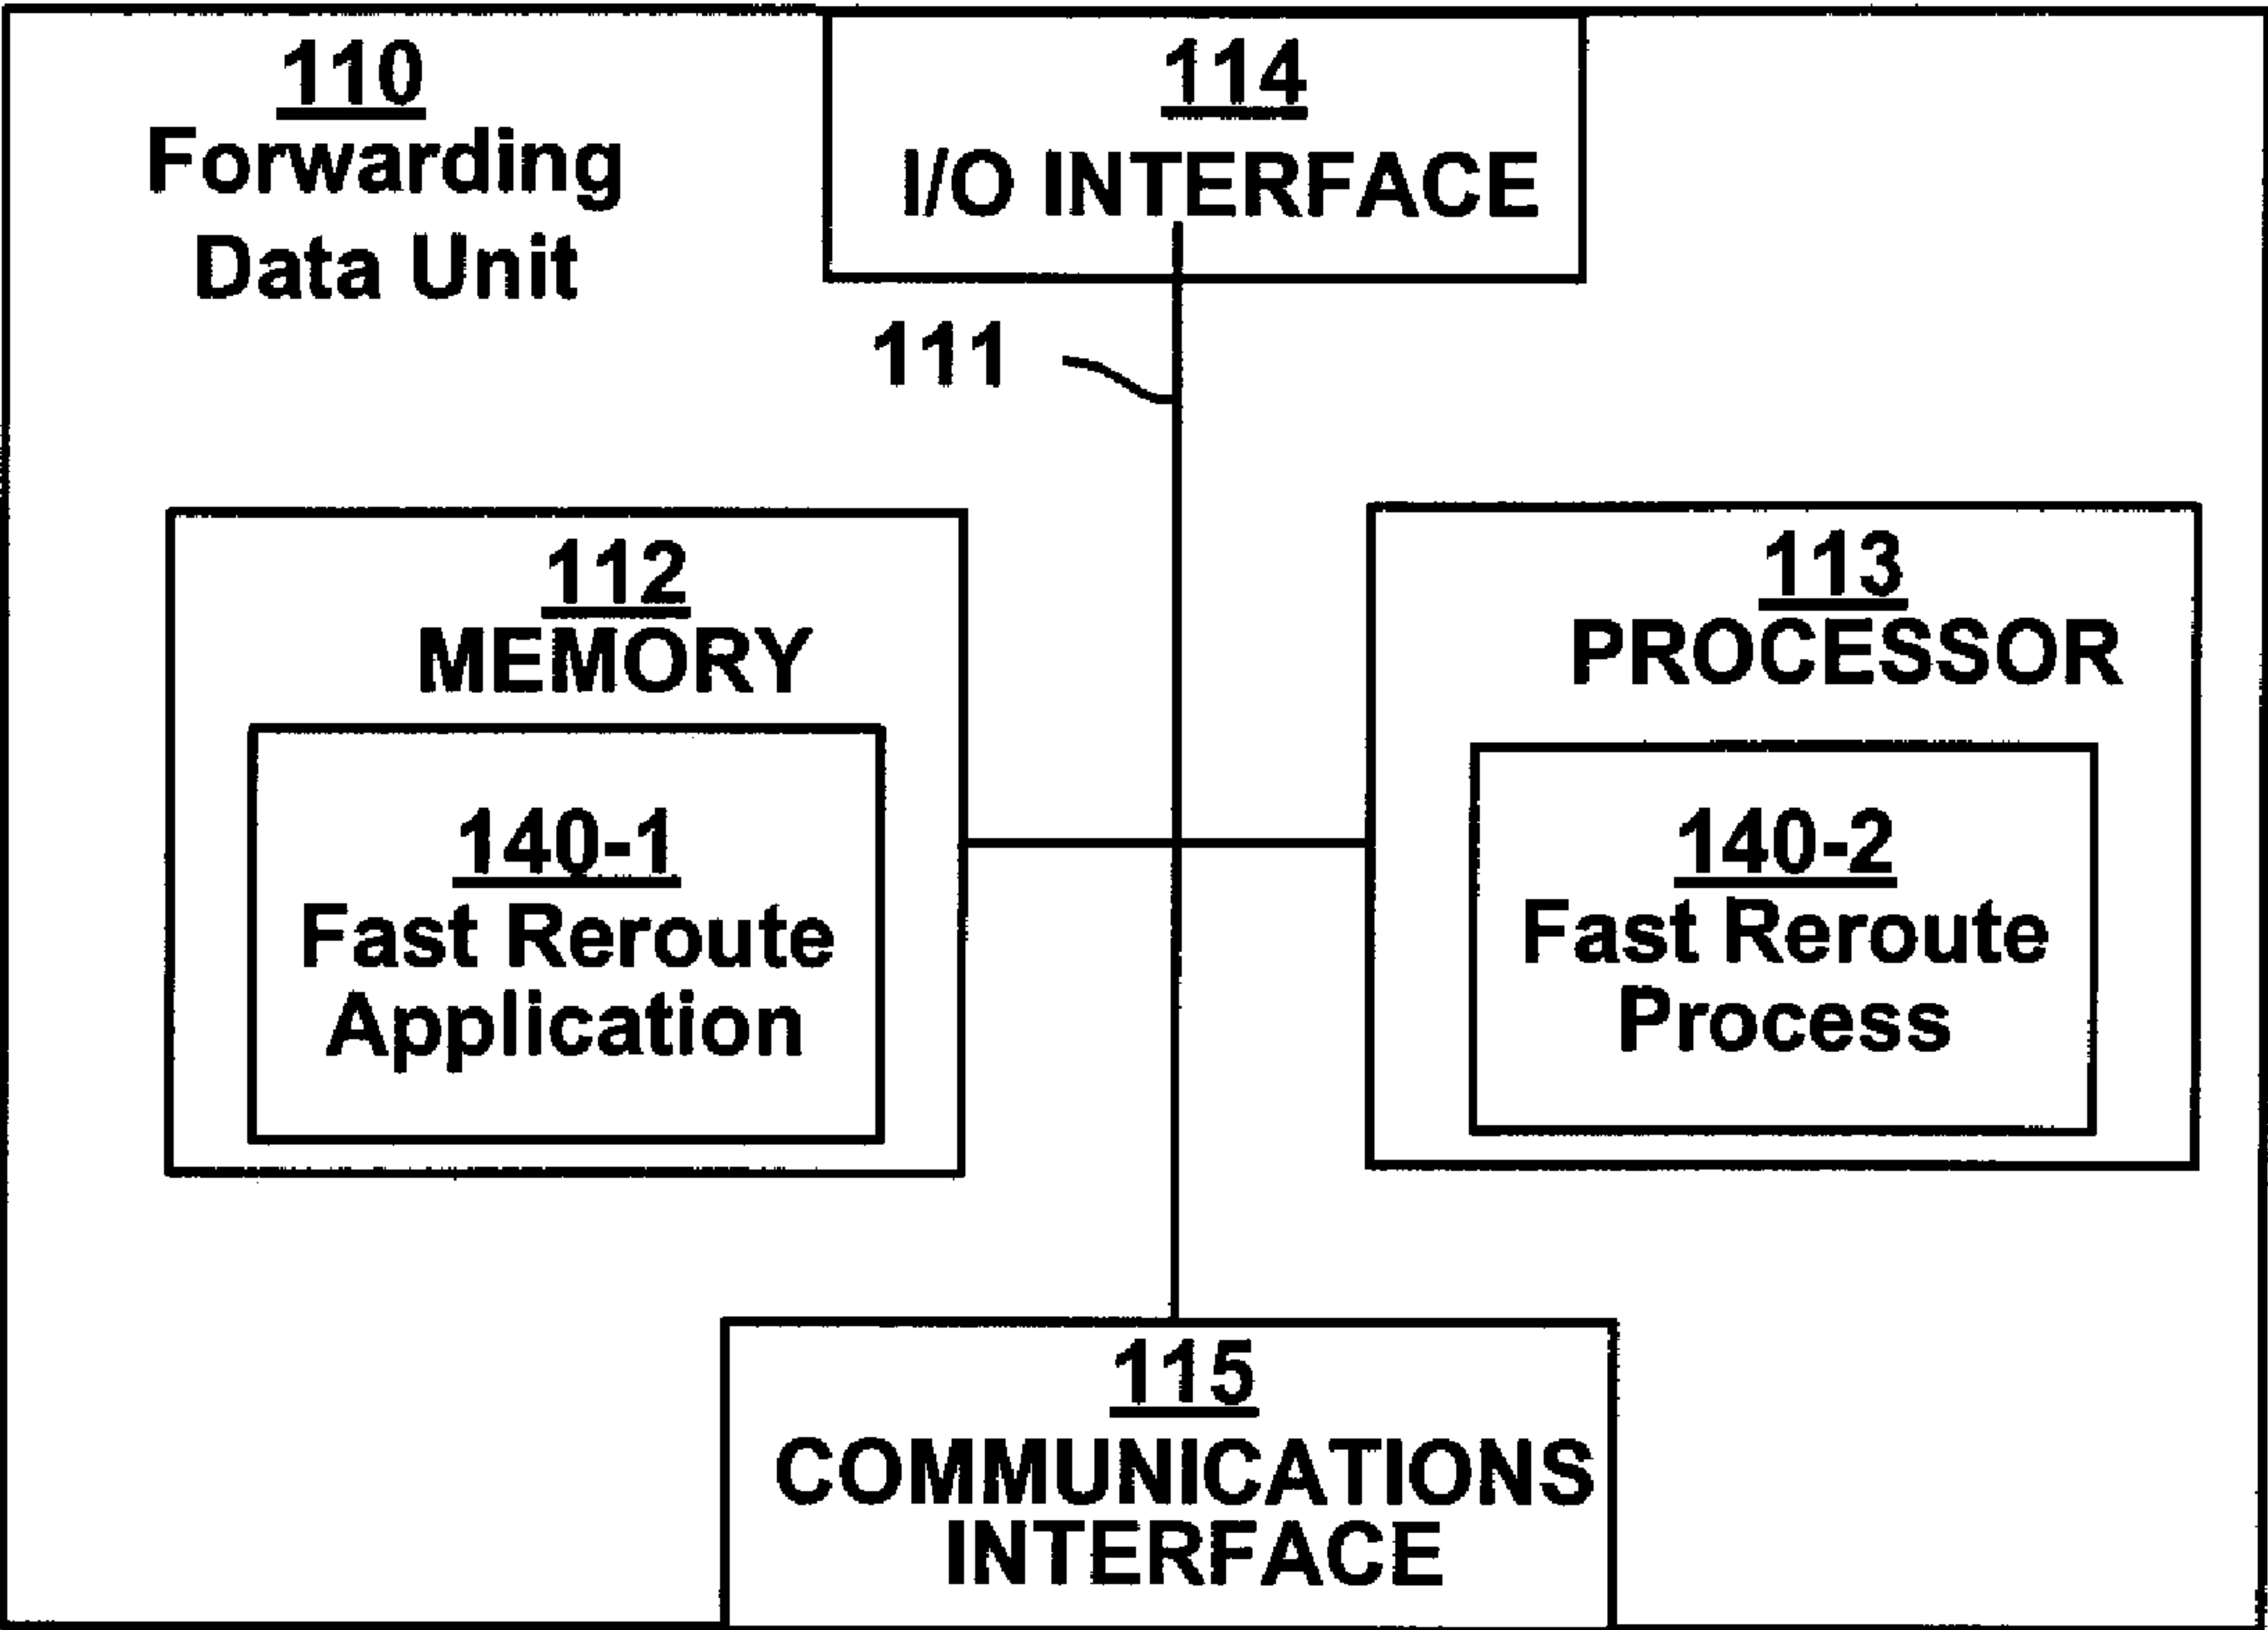 110
Forwarding
Data Unit
114
I/O INTERFACE
111
112
MEMORY
140-1
Fast Reroute
Application
113
PROCESSOR
140-2
Fast Reroute
Process
115
COMMUNICATIONS
INTERFACE